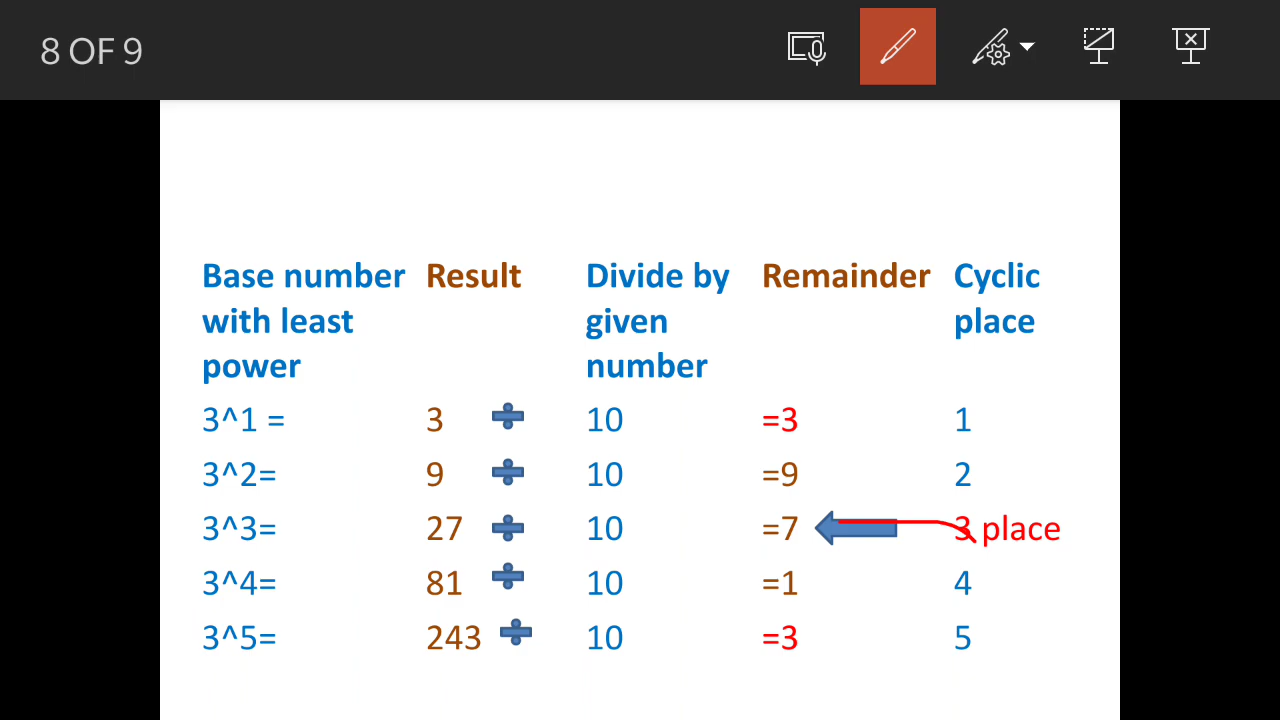 8 OF 9
Base number Result Divide by Remainder Cyclic
with least given place
power number
3^1 = 3 ÷ 10 =3 1
3^2= 9 ÷ 10 =9 2
3^3= 27 ÷ 10 =7 3 place
3^4= 81 ÷ 10 =1 4
3^5= 243 ÷ 10 =3 5